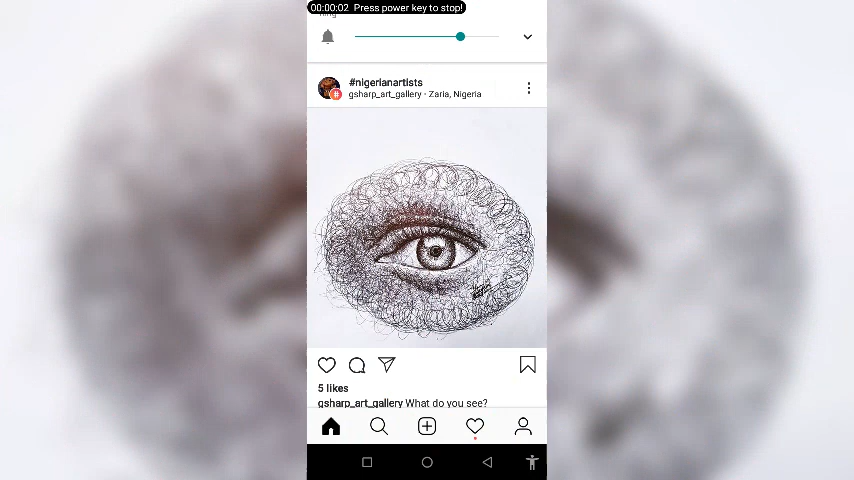 00:00:02 Press power key to stop!
#nigerianartists
gsharp_art_gallery · Zaria, Nigeria
5 likes
gsharp_art_gallery What do you see?